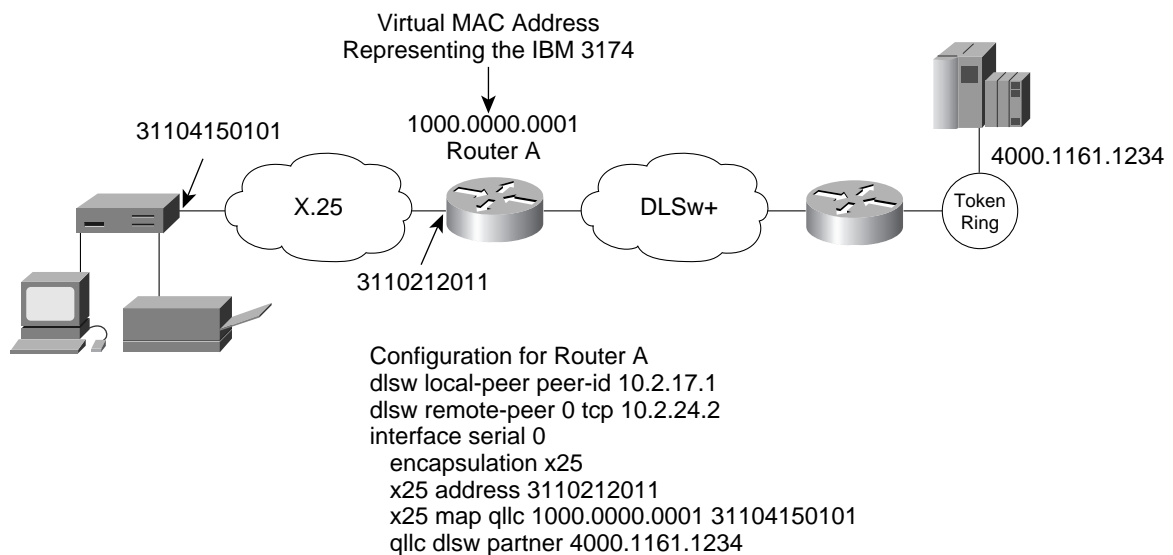 Virtual MAC Address
Representing the IBM 3174
1000.0000.0001
Router A
31104150101
4000.1161.1234
X.25
DLSw+
Token
Ring
3110212011
Configuration for Router A
dlsw local-peer peer-id 10.2.17.1
dlsw remote-peer 0 tcp 10.2.24.2
interface serial 0
encapsulation x25
x25 address 3110212011
x25 map qllc 1000.0000.0001 31104150101
qllc dlsw partner 4000.1161.1234